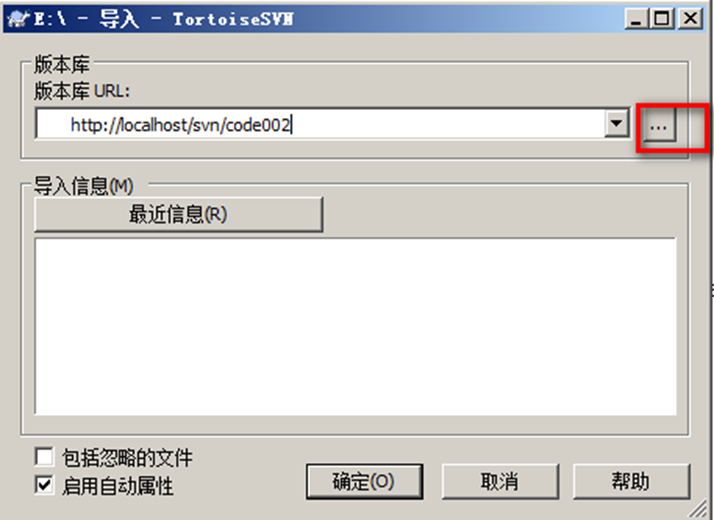 E:\ - 导入 - TortoiseSVN
版本库
版本库 URL:
http://localhost/svn/code002
...
导入信息(M)
最近信息(R)
包括忽略的文件
启用自动属性
确定(O)
取消
帮助